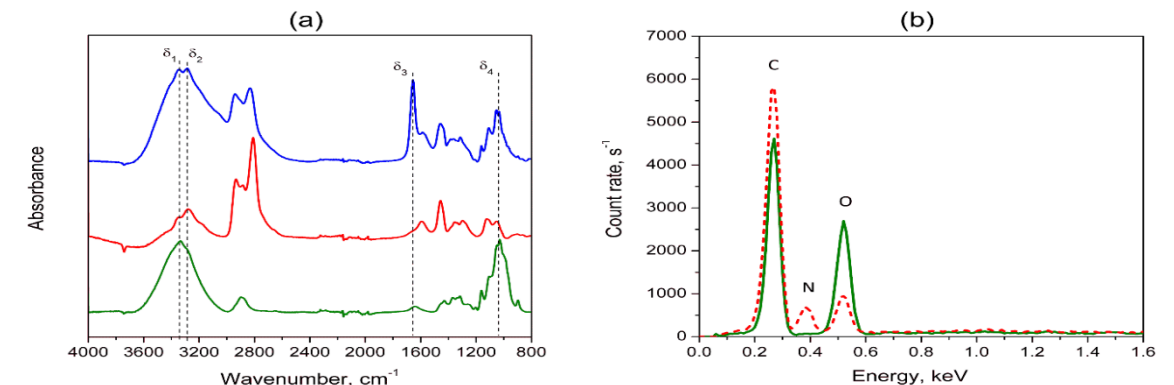 (a)
δ1 δ2 δ3 δ4
Absorbance
4000 3600 3200 2800 2400 2000 1600 1200 800
Wavenumber, cm-1
(b)
7000
6000
5000
4000
3000
2000
1000
0
Count rate, s-1
C
N
O
0.0 0.2 0.4 0.6 0.8 1.0 1.2 1.4 1.6
Energy, keV